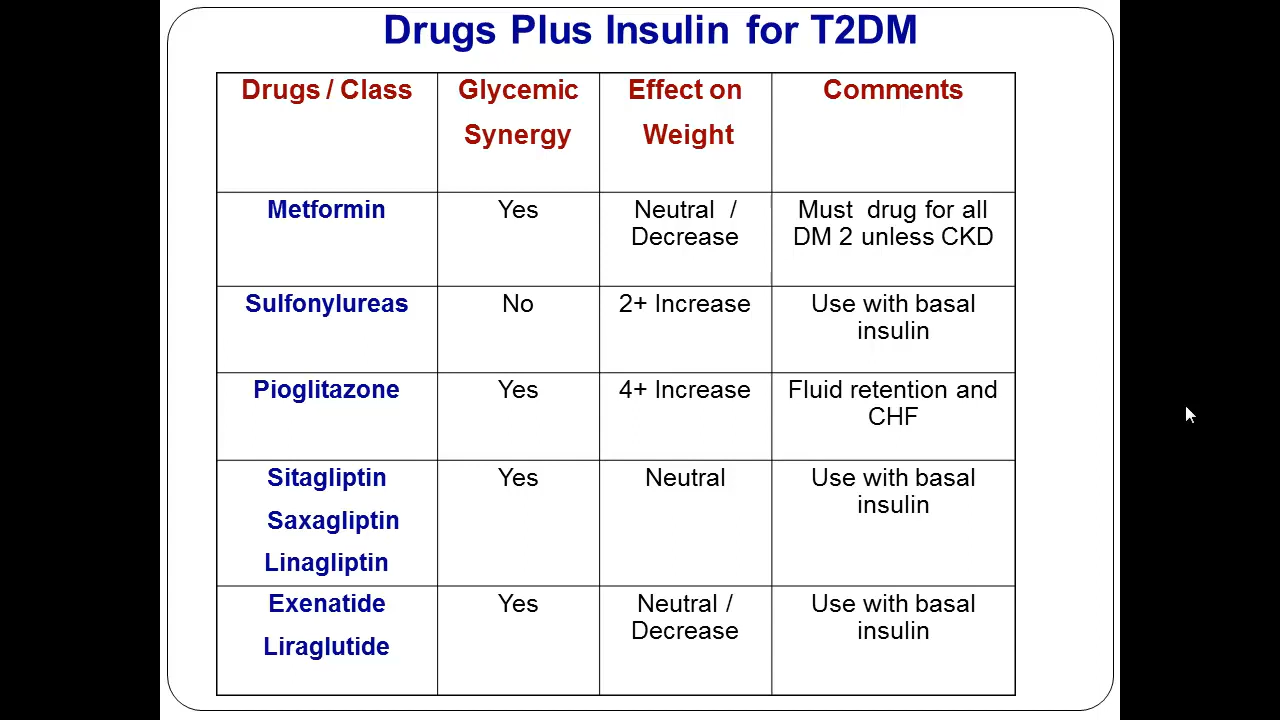 Drugs Plus Insulin for T2DM
Drugs / Class
Glycemic
Synergy
Effect on
Weight
Comments
Metformin
Yes
Neutral /
Decrease
Must drug for all
DM 2 unless CKD
Sulfonylureas
No
2+ Increase
Use with basal
insulin
Pioglitazone
Yes
4+ Increase
Fluid retention and
CHF
Sitagliptin
Saxagliptin
Linagliptin
Yes
Neutral
Use with basal
insulin
Exenatide
Liraglutide
Yes
Neutral /
Decrease
Use with basal
insulin